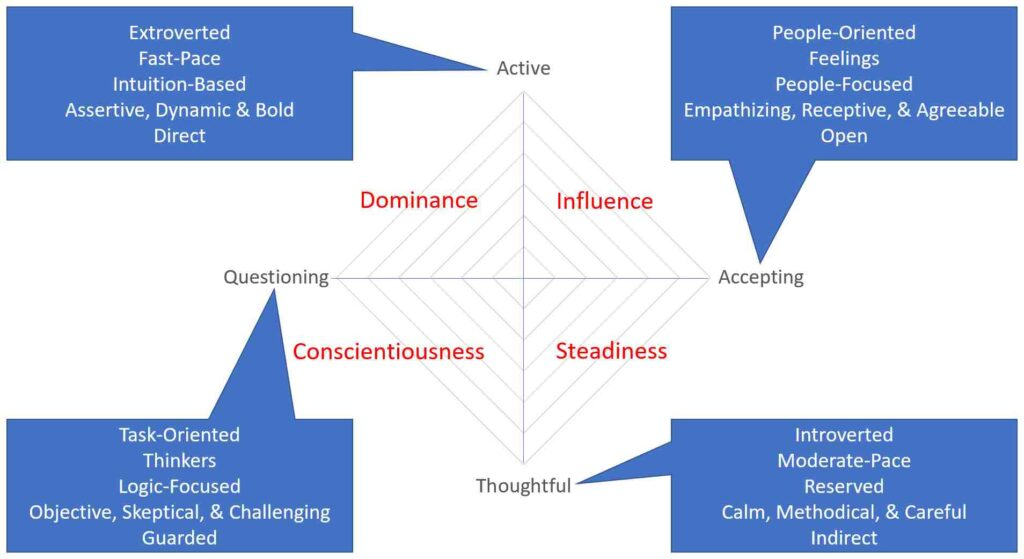 Extroverted
Fast-Pace
Intuition-Based
Assertive, Dynamic & Bold
Direct
People-Oriented
Feelings
People-Focused
Empathizing, Receptive, & Agreeable
Open
Active
Dominance
Influence
Questioning
Accepting
Conscientiousness
Steadiness
Thoughtful
Task-Oriented
Thinkers
Logic-Focused
Objective, Skeptical, & Challenging
Guarded
Introverted
Moderate-Pace
Reserved
Calm, Methodical, & Careful
Indirect